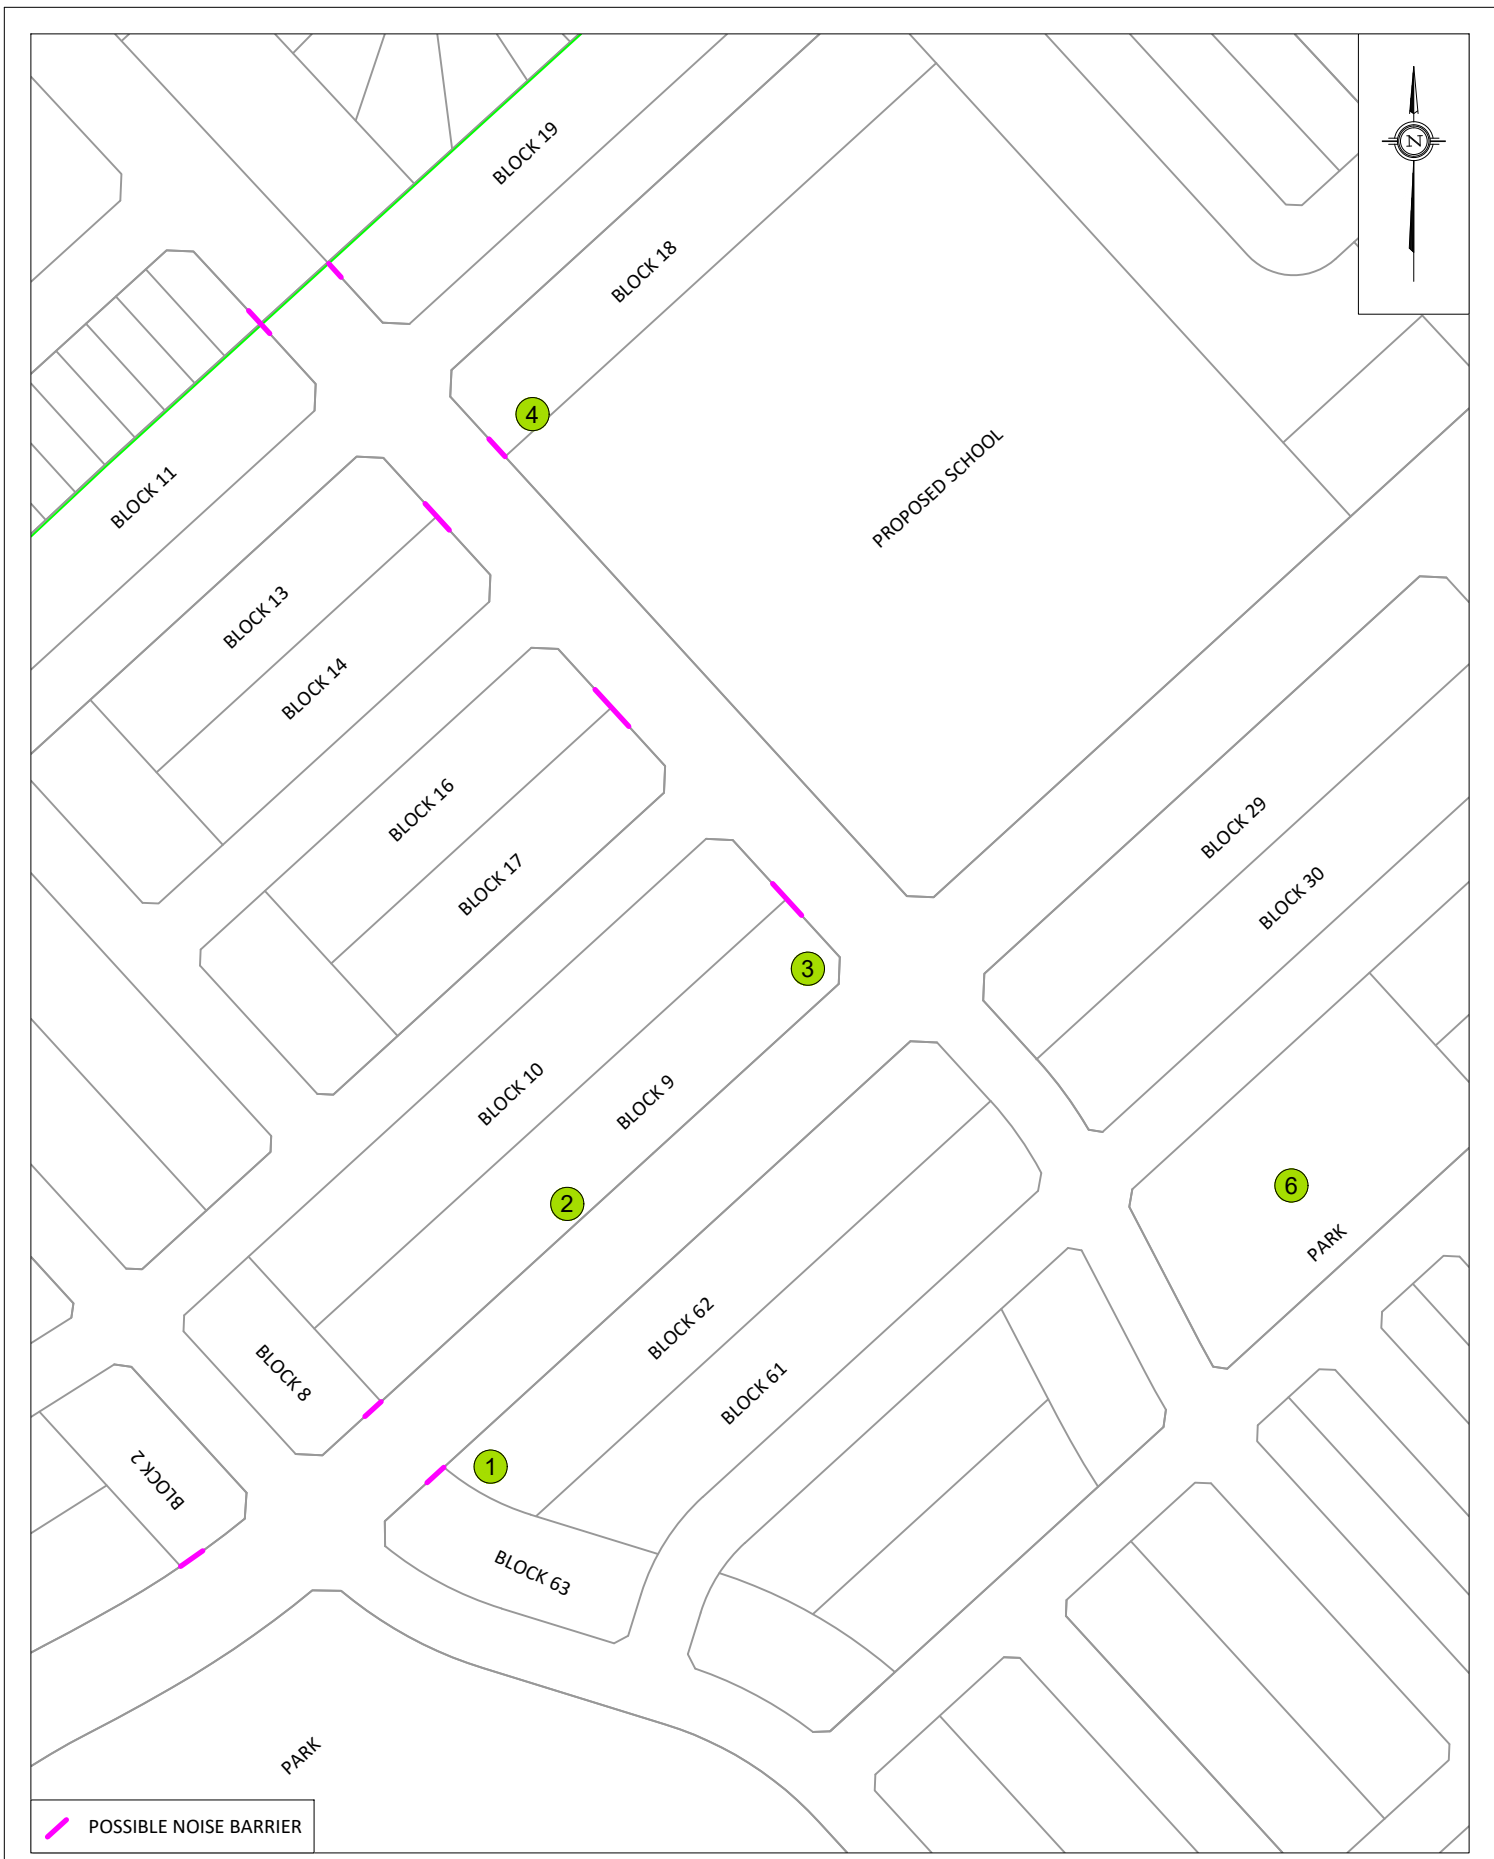 BLOCK 19
N
BLOCK 18
4
BLOCK 11
PROPOSED SCHOOL
BLOCK 13
BLOCK 14
BLOCK 16
BLOCK 17
BLOCK 29
BLOCK 30
3
BLOCK 10
BLOCK 9
2
6
PARK
BLOCK 62
BLOCK 8
BLOCK 61
BLOCK 2
1
BLOCK 63
PARK
POSSIBLE NOISE BARRIER